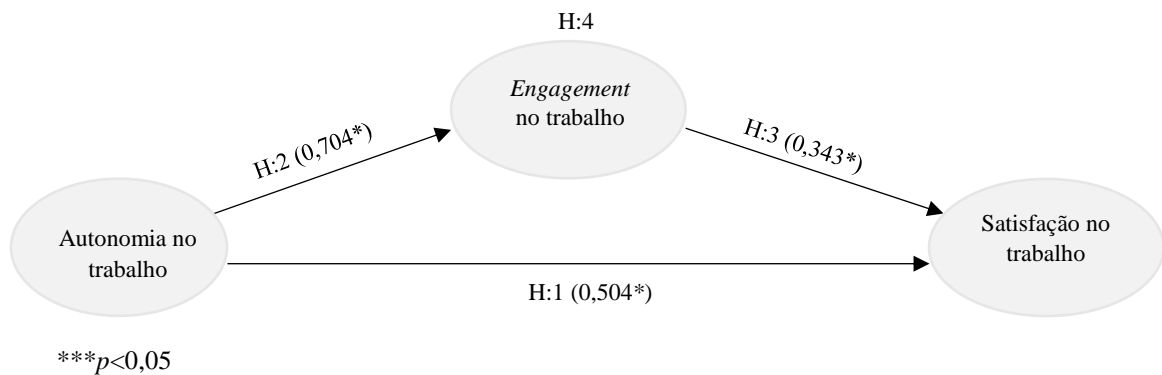 H:4
Engagement
no trabalho
H:2 (0,704*)
H:3 (0,343*)
Autonomia no
trabalho
Satisfação no
trabalho
H:1 (0,504*)
***p<0,05